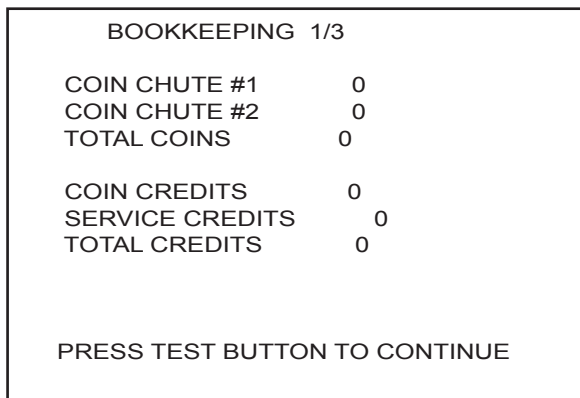 BOOKKEEPING 1/3
COIN CHUTE #1 0
COIN CHUTE #2 0
TOTAL COINS 0
COIN CREDITS 0
SERVICE CREDITS 0
TOTAL CREDITS 0
PRESS TEST BUTTON TO CONTINUE